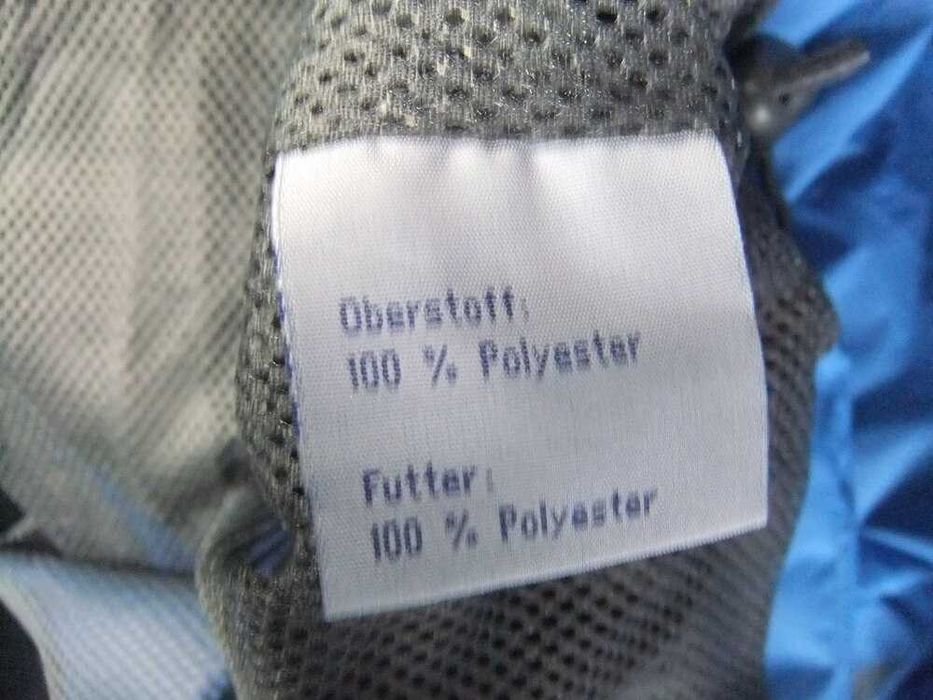 Oberstoff:
100 % Polyester
Futter:
100 % Polyester